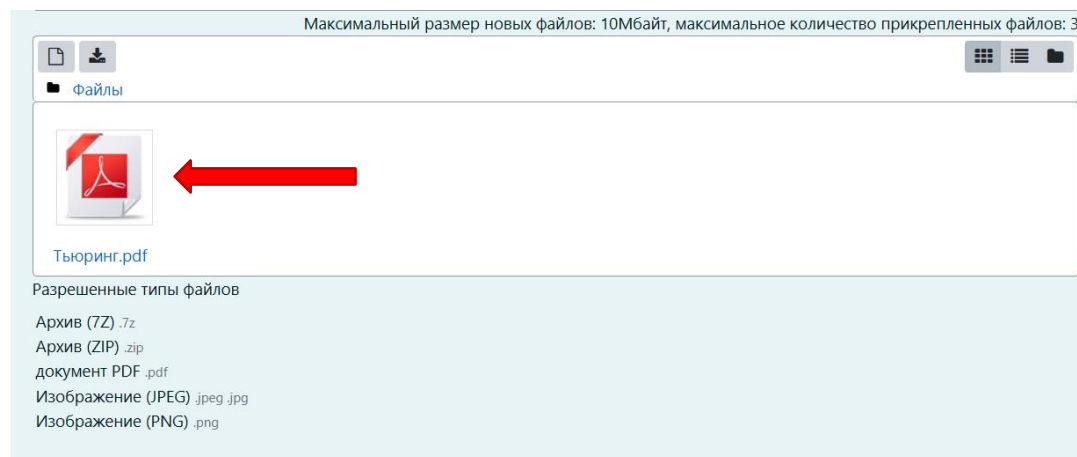 Максимальный размер новых файлов: 10Мбайт, максимальное количество прикрепленных файлов: 3
Файлы
Тьюринг.pdf
Разрешенные типы файлов
Архив (7Z) .7z
Архив (ZIP) .zip
документ PDF .pdf
Изображение (JPEG) .jpeg .jpg
Изображение (PNG) .png